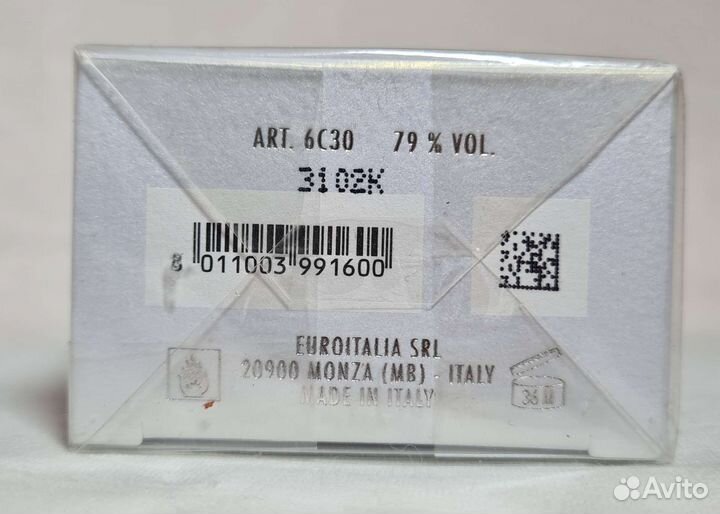 ART. 6C30 79 % VOL.
3102K
8 011003 991600
EUROITALIA SRL
20900 MONZA (MB) - ITALY
MADE IN ITALY
36 M
Avito